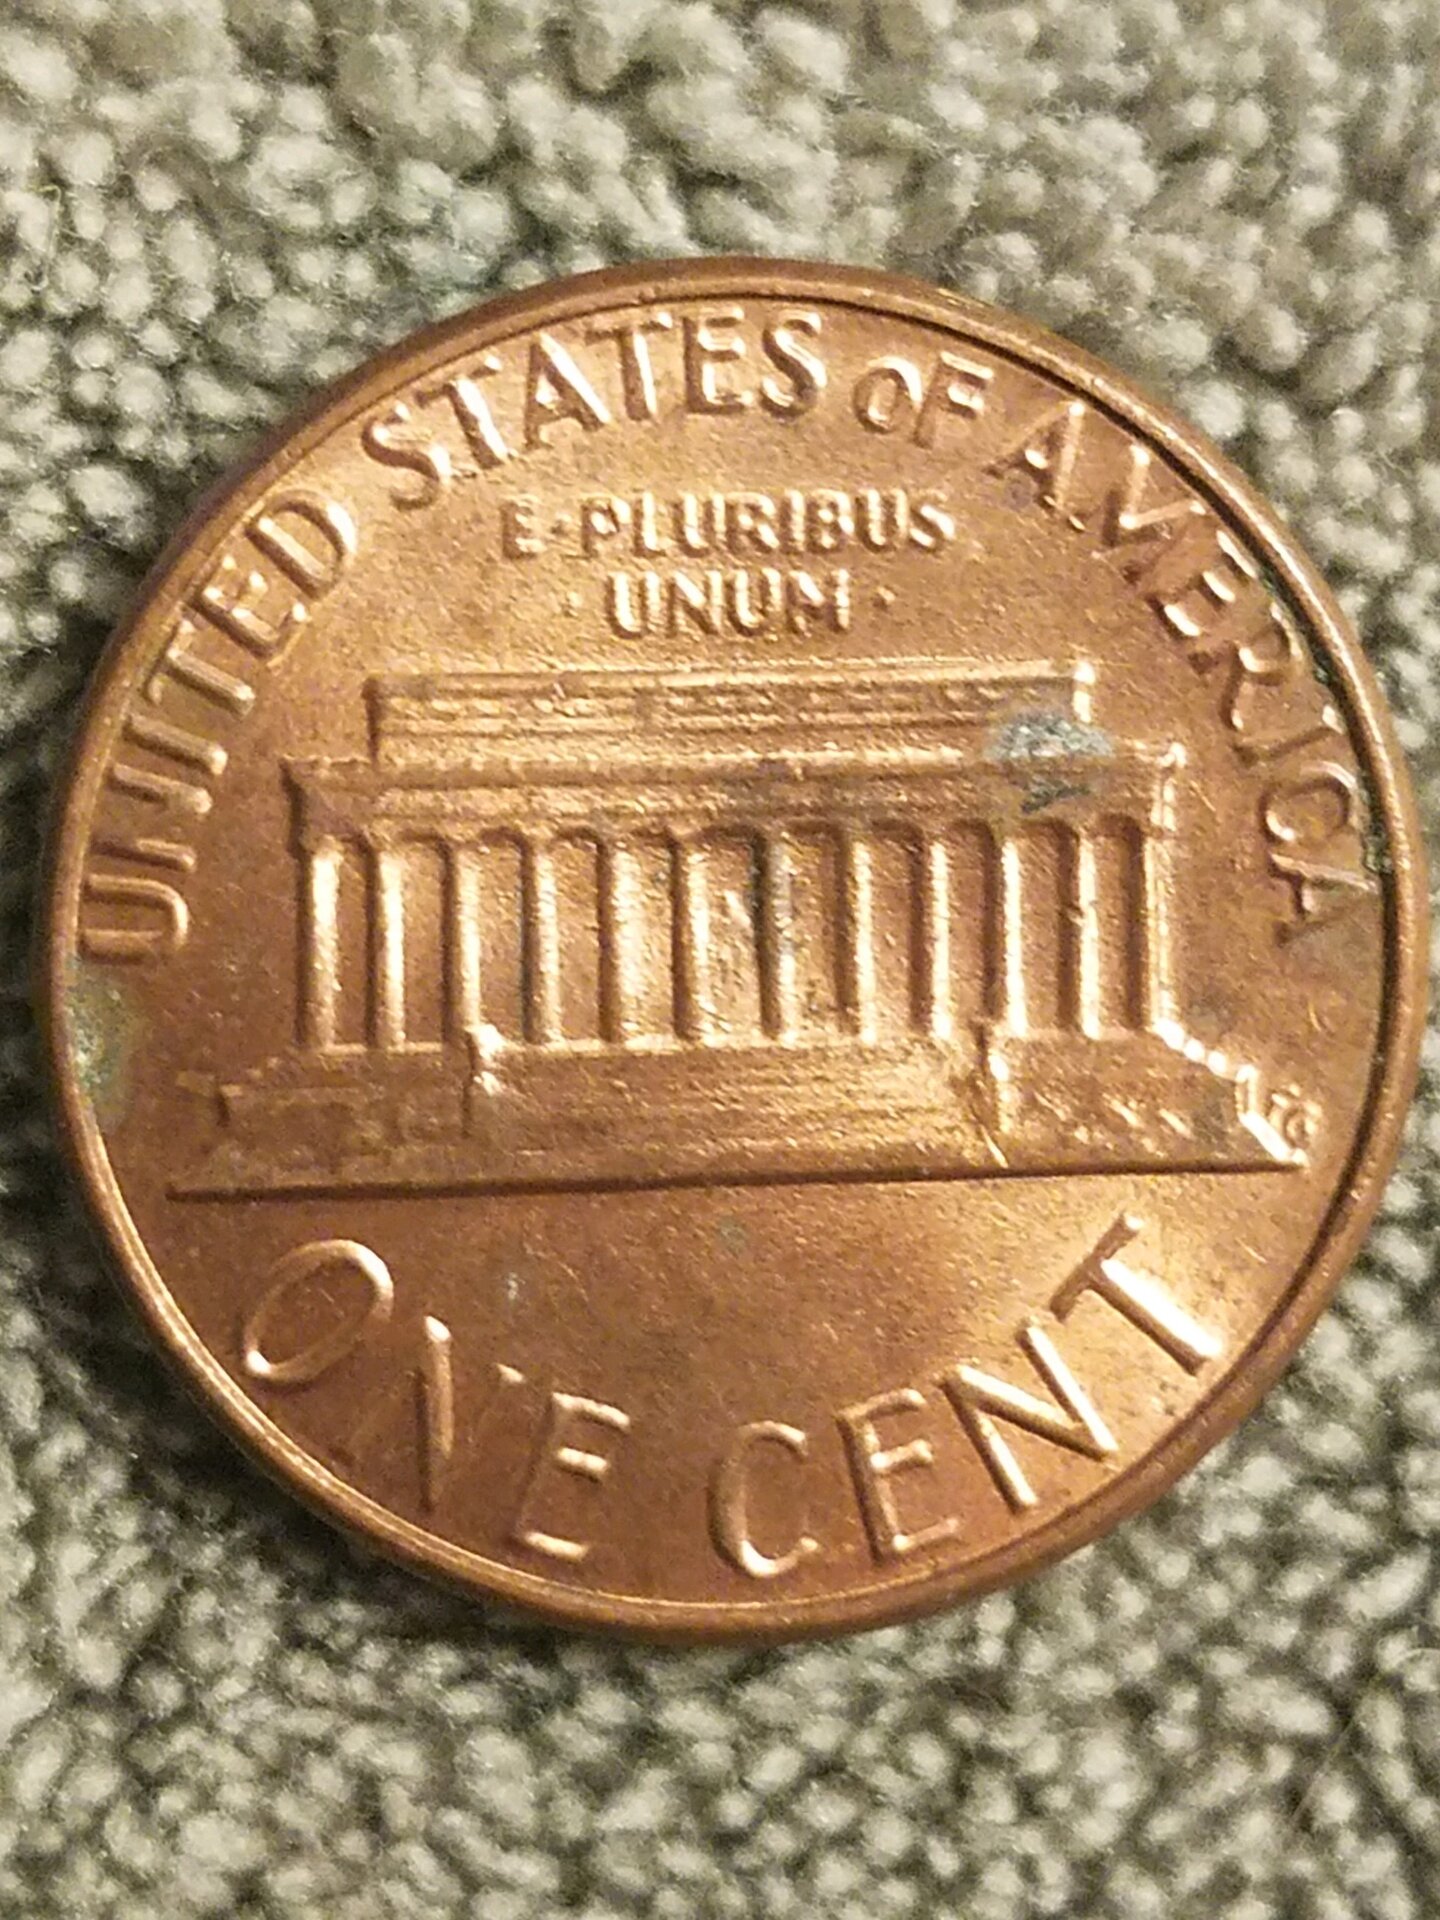 UNITED STATES OF AMERICA
E·PLURIBUS
·UNUM·
FG
ONE CENT